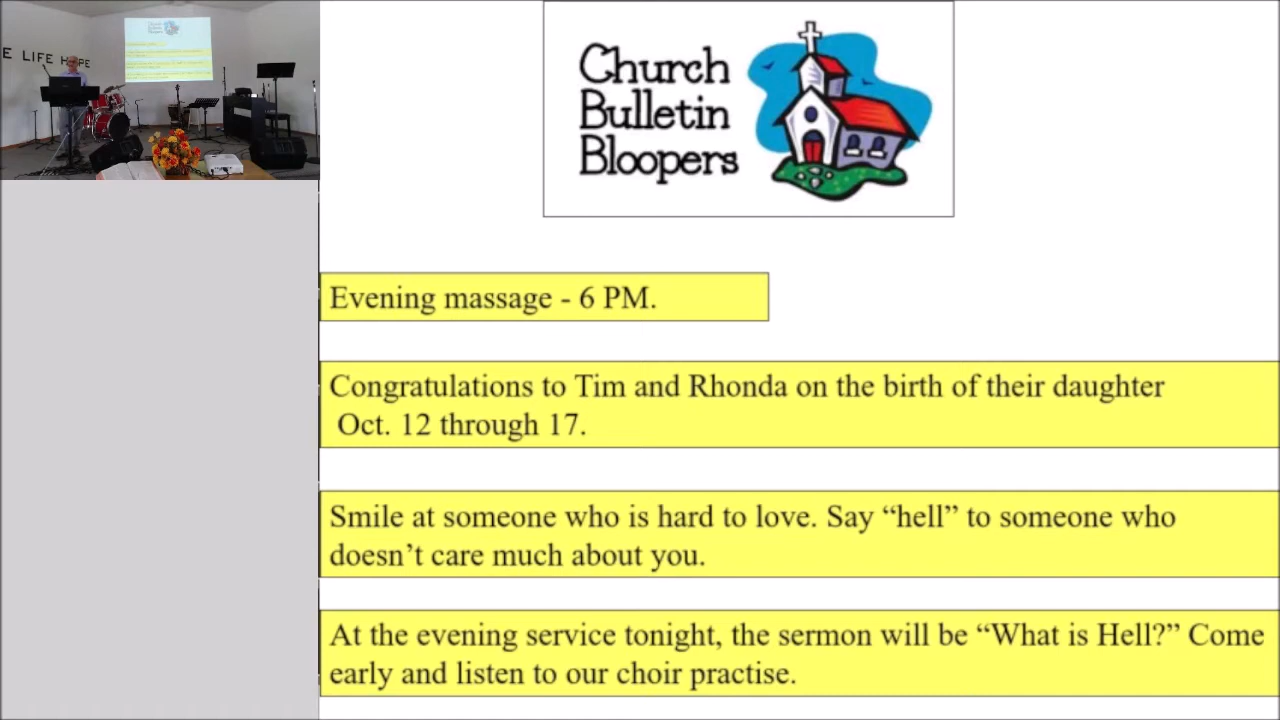 E LIFE HOPE
Church
Bulletin
Bloopers
Evening massage - 6 PM.
Congratulations to Tim and Rhonda on the birth of their daughter
Oct. 12 through 17.
Smile at someone who is hard to love. Say “hell” to someone who
doesn’t care much about you.
At the evening service tonight, the sermon will be “What is Hell?” Come
early and listen to our choir practise.